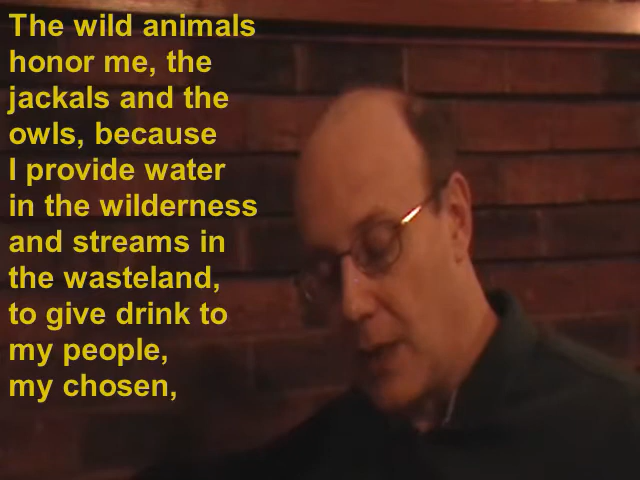 The wild animals
honor me, the
jackals and the
owls, because
I provide water
in the wilderness
and streams in
the wasteland,
to give drink to
my people,
my chosen,